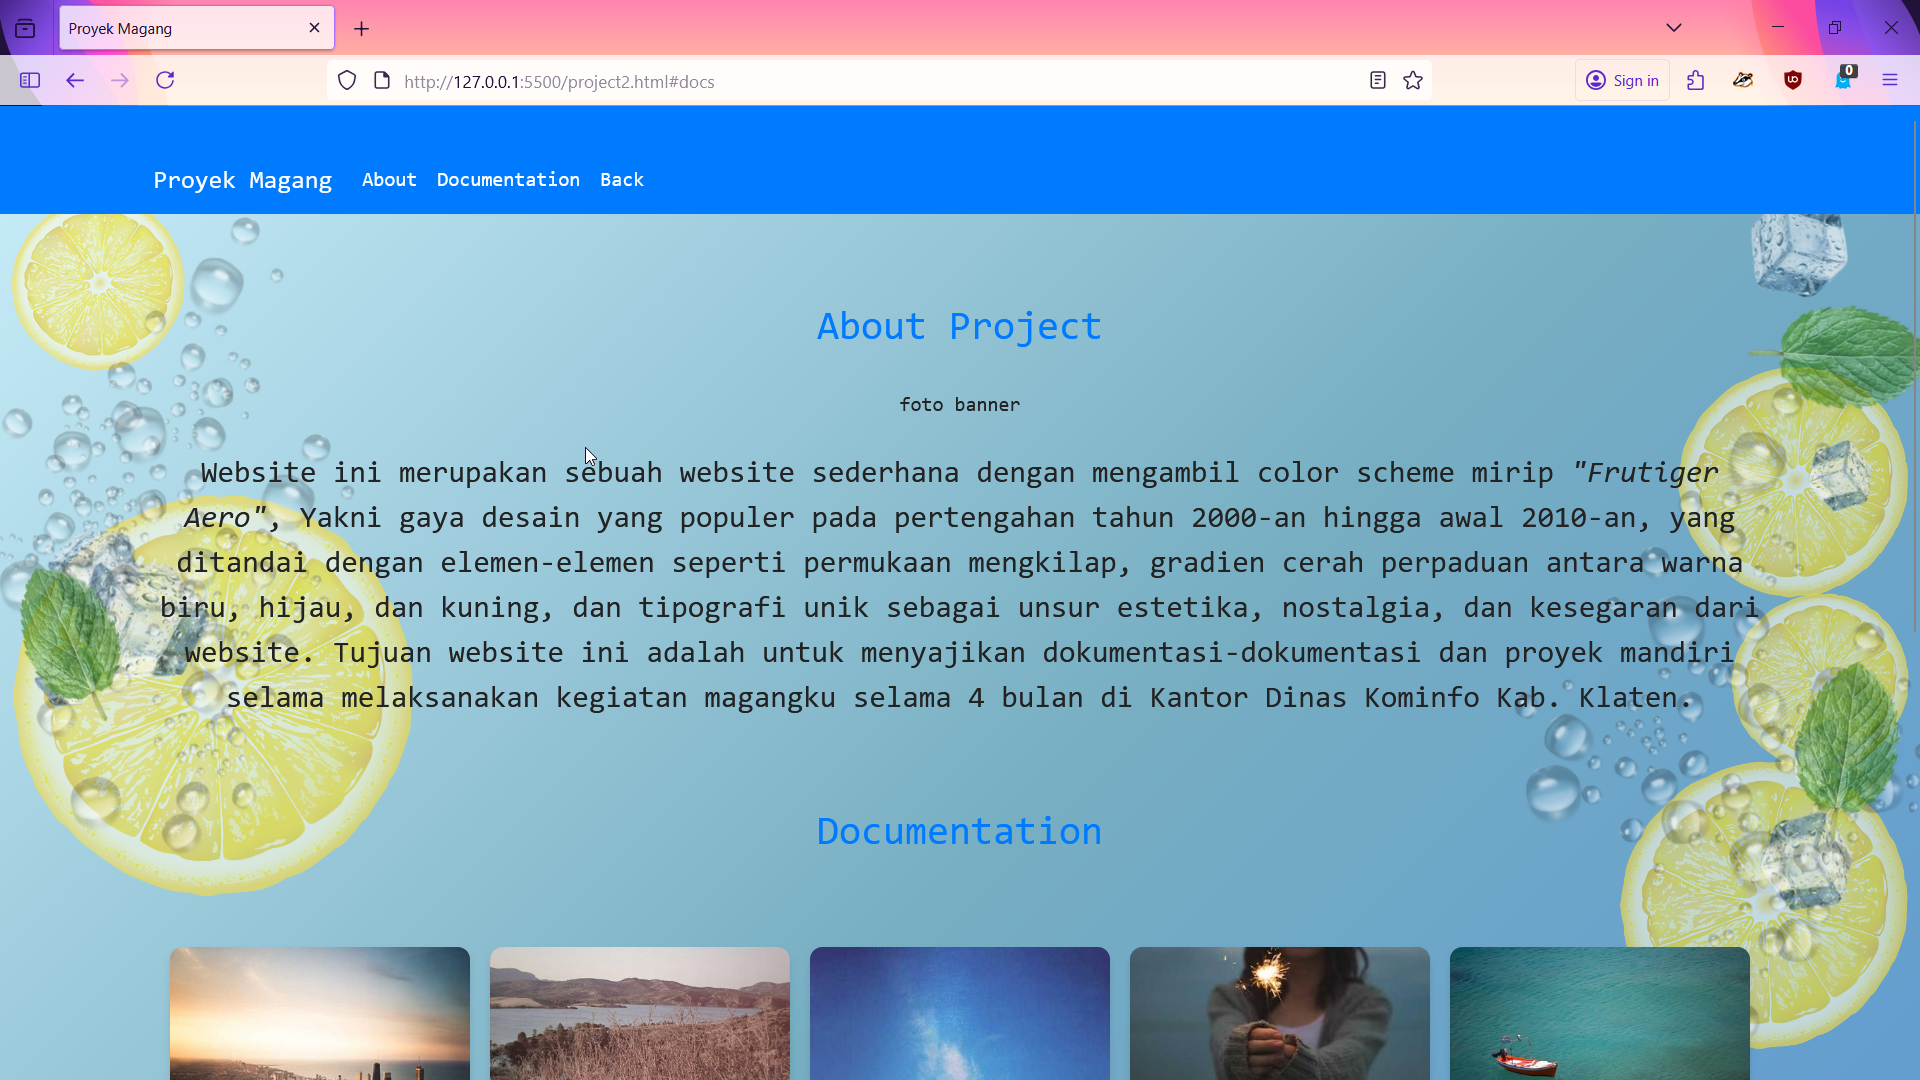 Proyek Magang
http://127.0.0.1:5500/project2.html#docs
Sign in
0
Proyek Magang About Documentation Back
About Project
foto banner
Website ini merupakan sebuah website sederhana dengan mengambil color scheme mirip "Frutiger
Aero", Yakni gaya desain yang populer pada pertengahan tahun 2000-an hingga awal 2010-an, yang
ditandai dengan elemen-elemen seperti permukaan mengkilap, gradien cerah perpaduan antara warna
biru, hijau, dan kuning, dan tipografi unik sebagai unsur estetika, nostalgia, dan kesegaran dari
website. Tujuan website ini adalah untuk menyajikan dokumentasi-dokumentasi dan proyek mandiri
selama melaksanakan kegiatan magangku selama 4 bulan di Kantor Dinas Kominfo Kab. Klaten.
Documentation